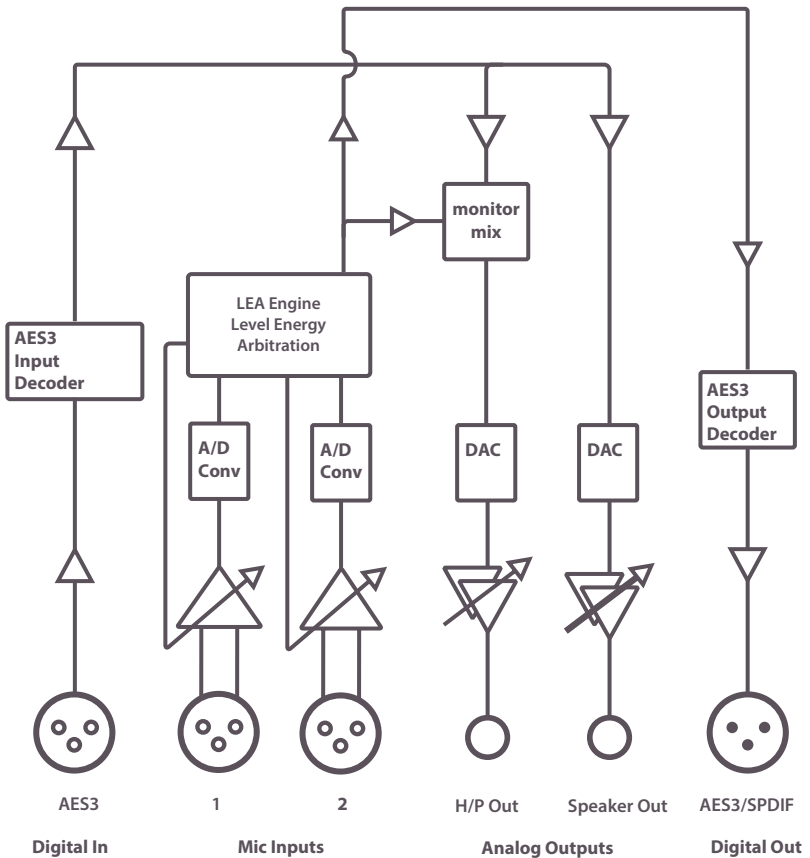 monitor
mix
LEA Engine
Level Energy
Arbitration
AES3
Input
Decoder
AES3
Output
Decoder
A/D
Conv
A/D
Conv
DAC
DAC
AES3
1
2
H/P Out
Speaker Out
AES3/SPDIF
Digital In
Mic Inputs
Analog Outputs
Digital Out